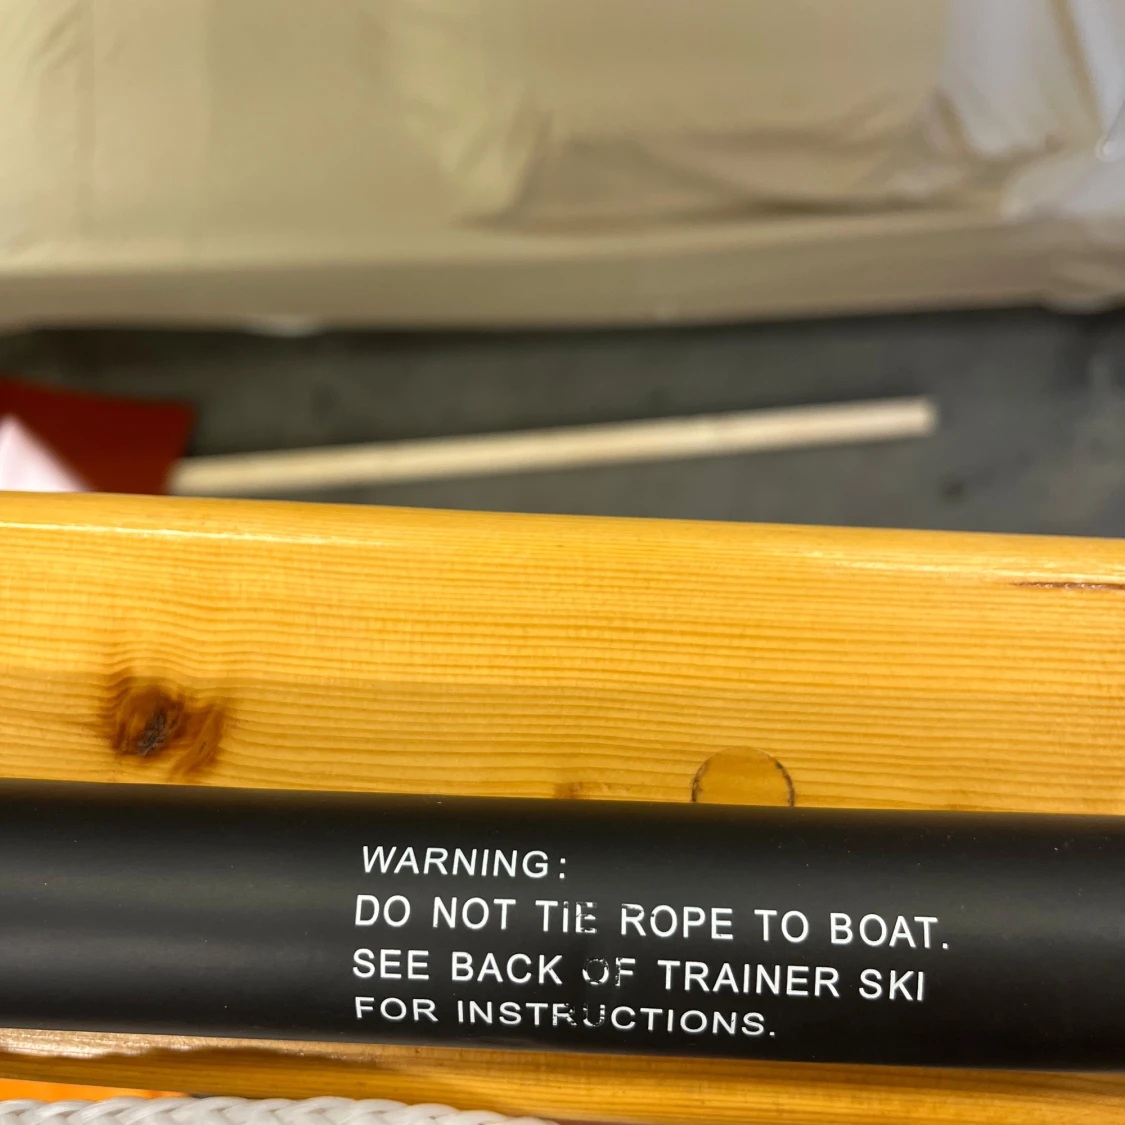 WARNING:
DO NOT TIE ROPE TO BOAT.
SEE BACK OF TRAINER SKI
FOR INSTRUCTIONS.